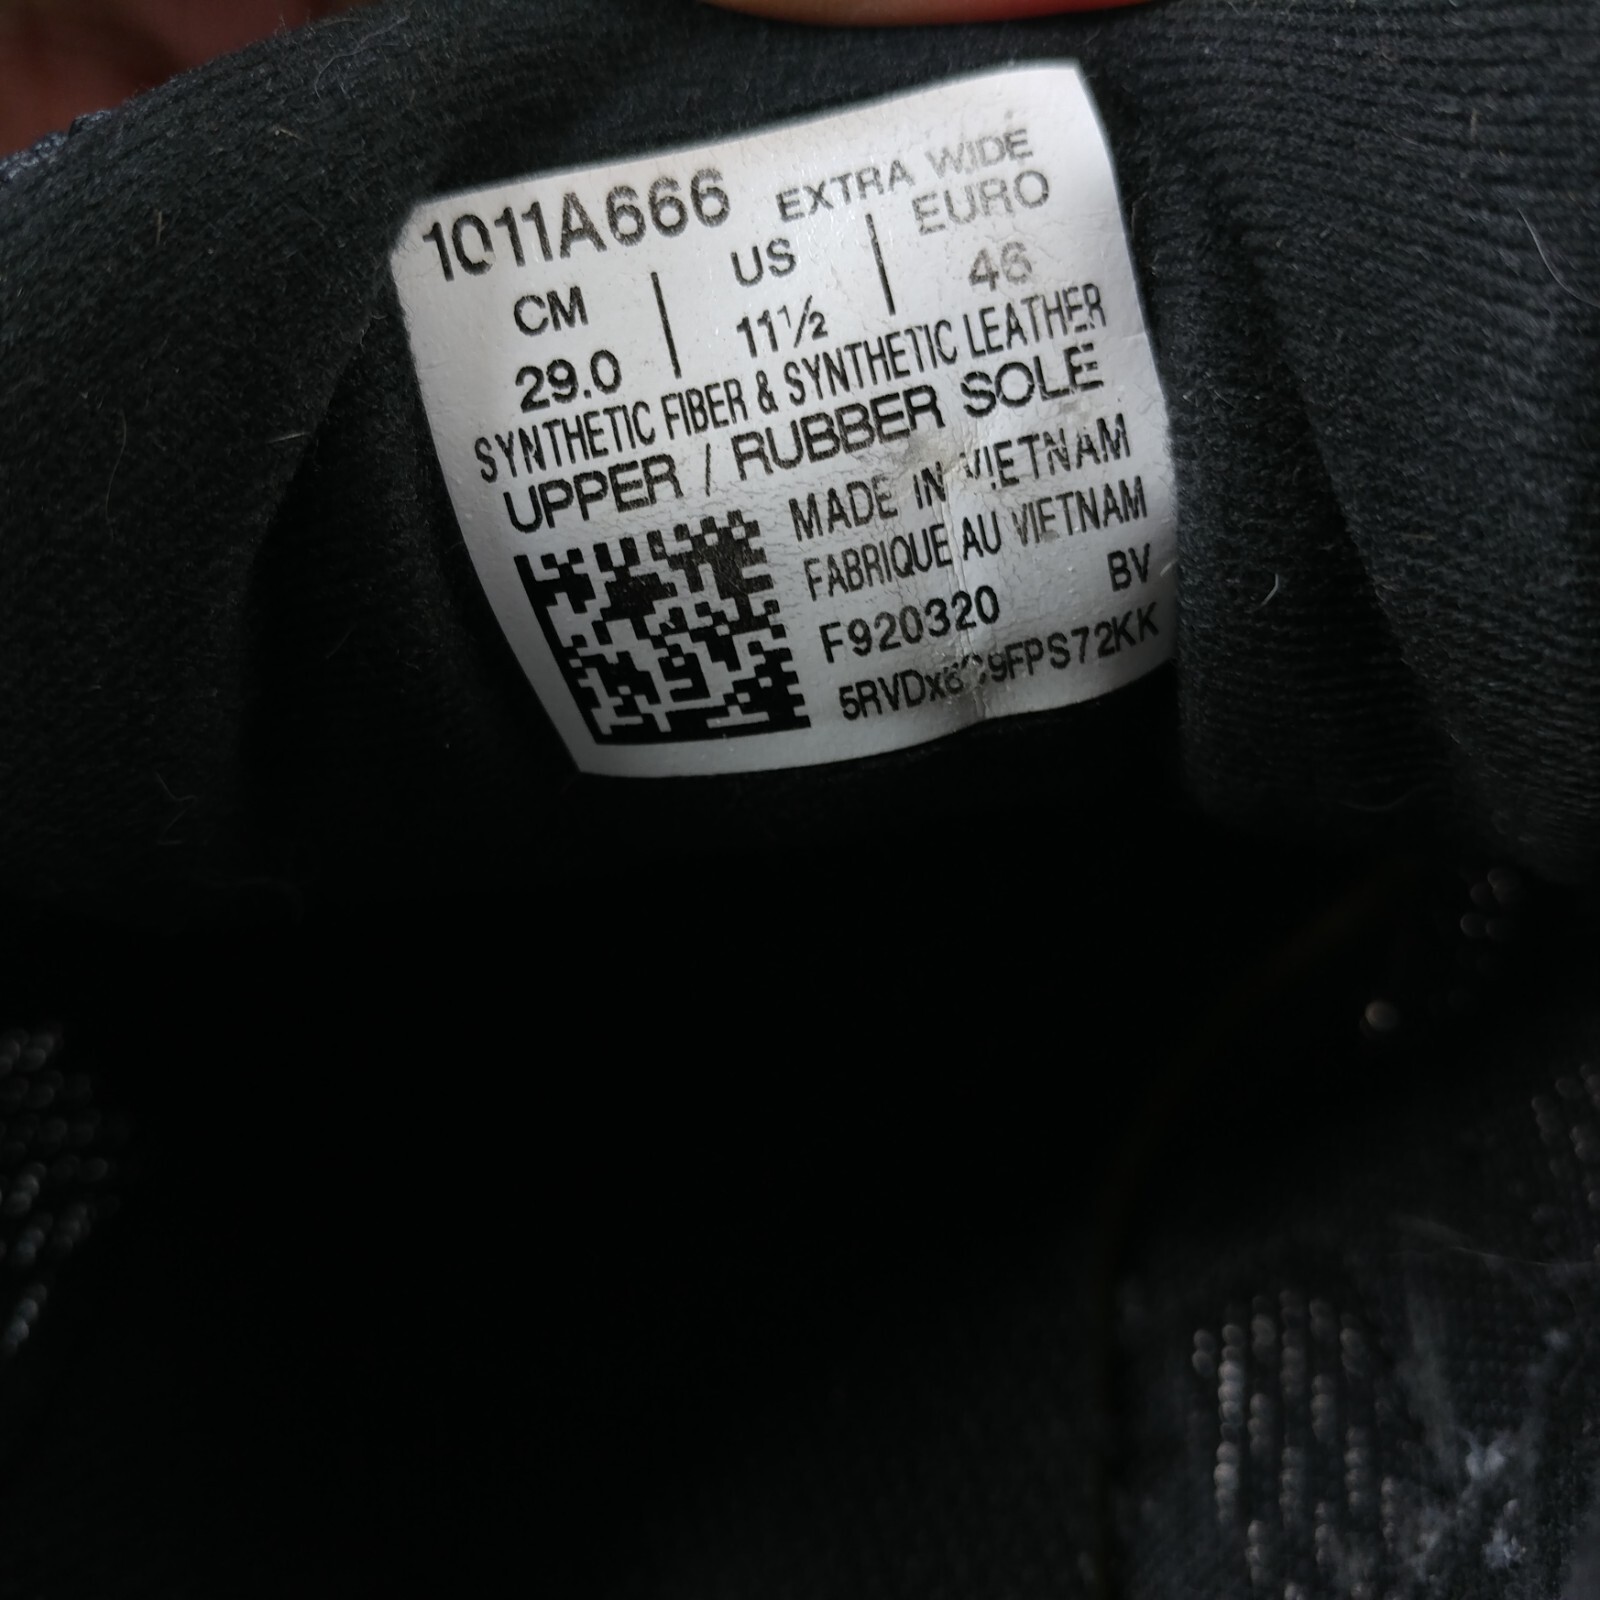 1011A666 EXTRA WIDE
CM | US | EURO
29.0 | 11½ | 46
SYNTHETIC FIBER & SYNTHETIC LEATHER
UPPER / RUBBER SOLE
MADE IN VIETNAM
FABRIQUE AU VIETNAM
F920320 BV